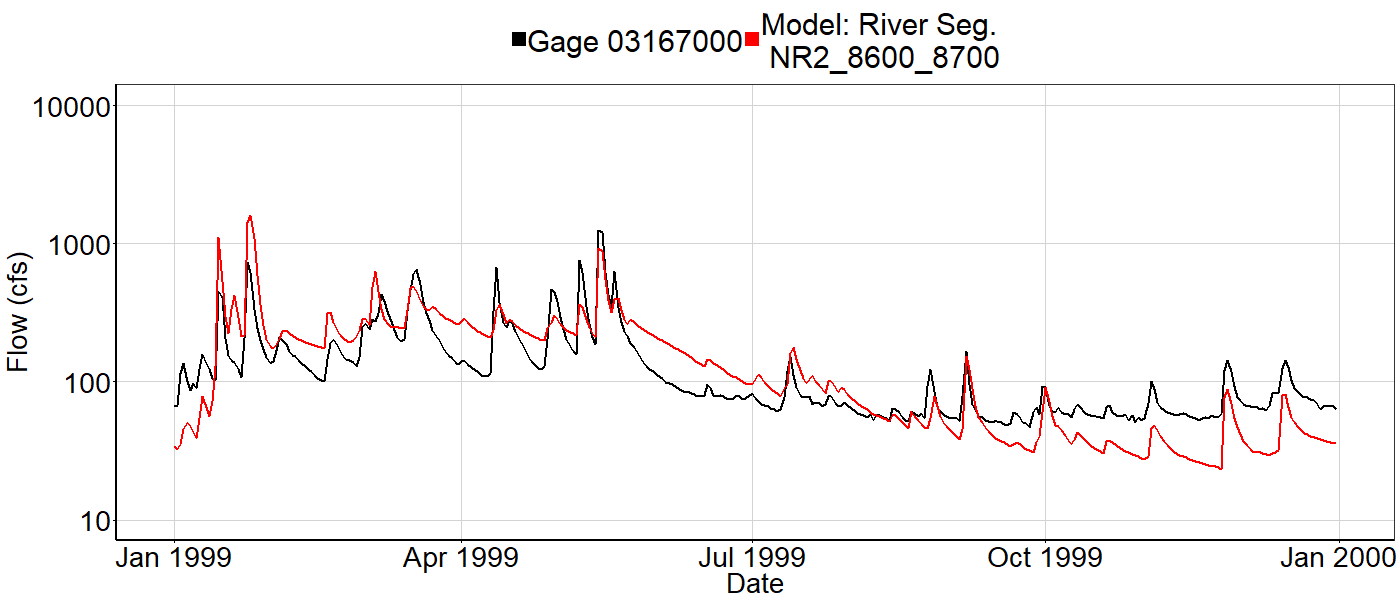 Gage 03167000
Model: River Seg.
NR2_8600_8700
10000
1000
100
10
Flow (cfs)
Jan 1999
Apr 1999
Jul 1999
Oct 1999
Jan 2000
Date